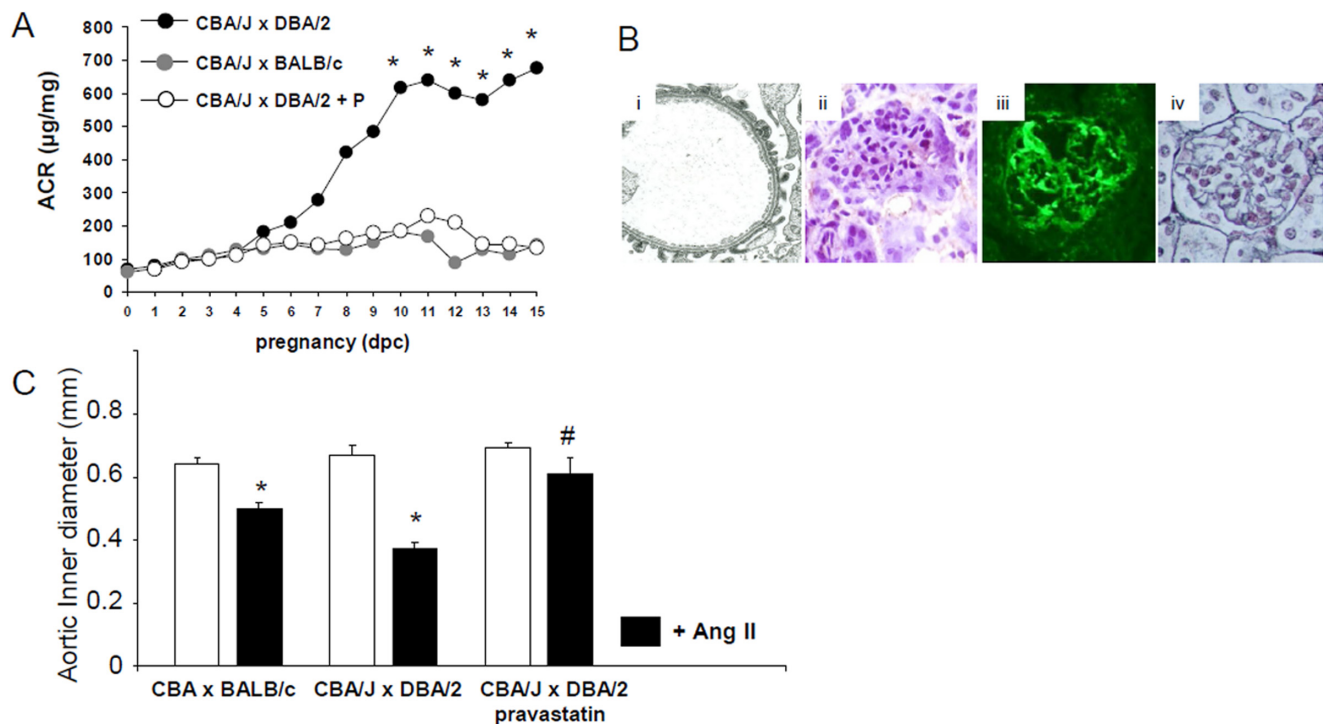 A
CBA/J x DBA/2
CBA/J x BALB/c
CBA/J x DBA/2 + P
ACR (µg/mg)
800
700
600
500
400
300
200
100
0
* * * * * *
0 1 2 3 4 5 6 7 8 9 10 11 12 13 14 15
pregnancy (dpc)
B
i ii iii iv
C
Aortic Inner diameter (mm)
0.8
0.6
0.4
0.2
0
* * #
+ Ang II
CBA x BALB/c CBA/J x DBA/2 CBA/J x DBA/2
pravastatin